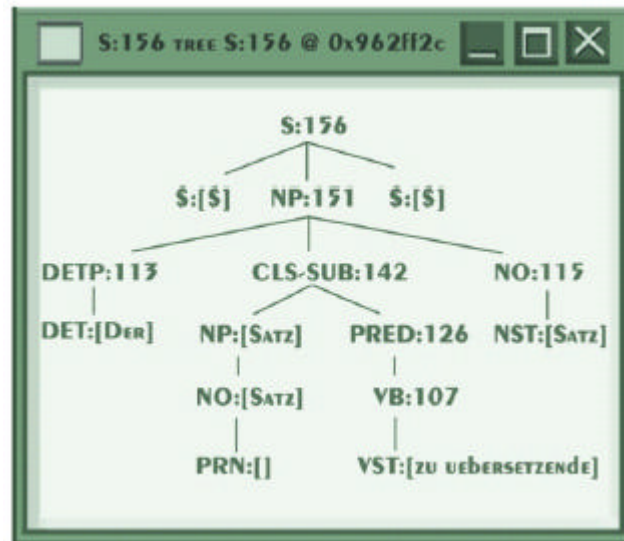 S:156 TREE S:156 @ 0x962ff2c
S:156
Ŝ:[Ŝ] NP:151 Ŝ:[Ŝ]
DETP:113 CLS-SUB:142 NO:115
DET:[DER] NP:[SATZ] PRED:126 NST:[SATZ]
NO:[SATZ] VB:107
PRN:[] VST:[ZU UEBERSETZENDE]